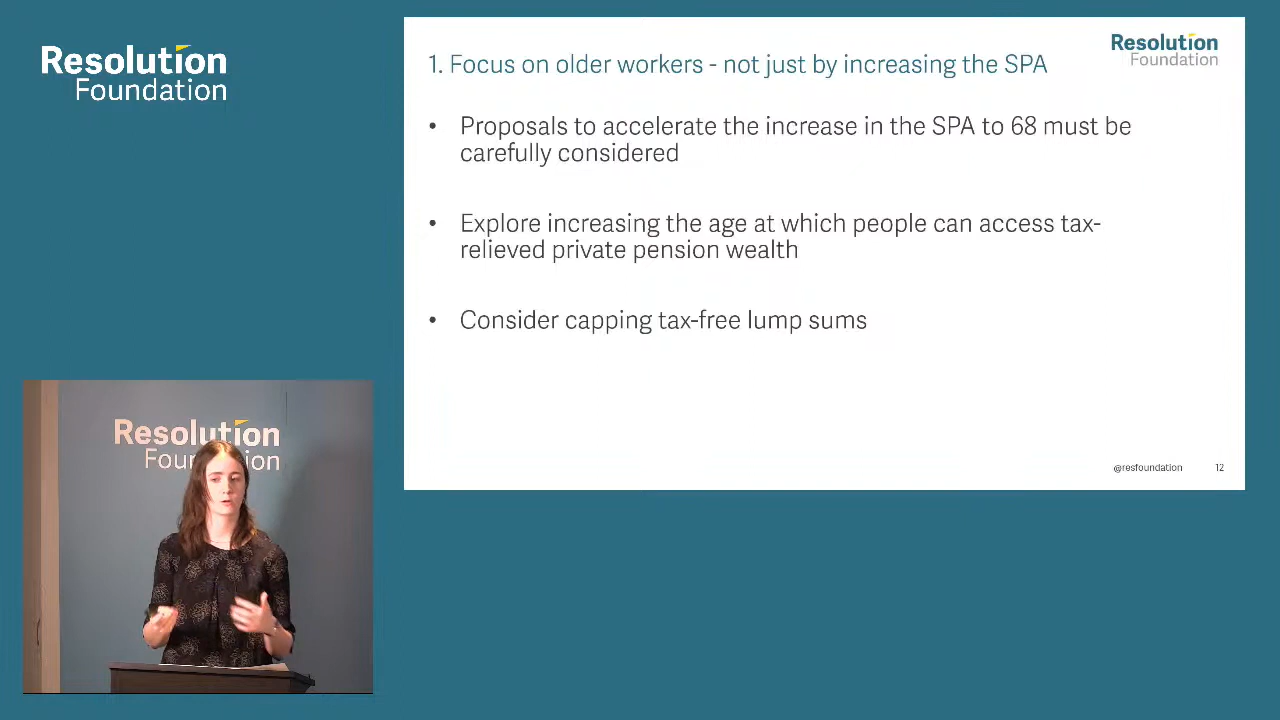 Resolution
Foundation
Resolution
Foundation
1. Focus on older workers - not just by increasing the SPA
• Proposals to accelerate the increase in the SPA to 68 must be
carefully considered
• Explore increasing the age at which people can access tax-
relieved private pension wealth
• Consider capping tax-free lump sums
@resfoundation 12
Resolution
Foundation